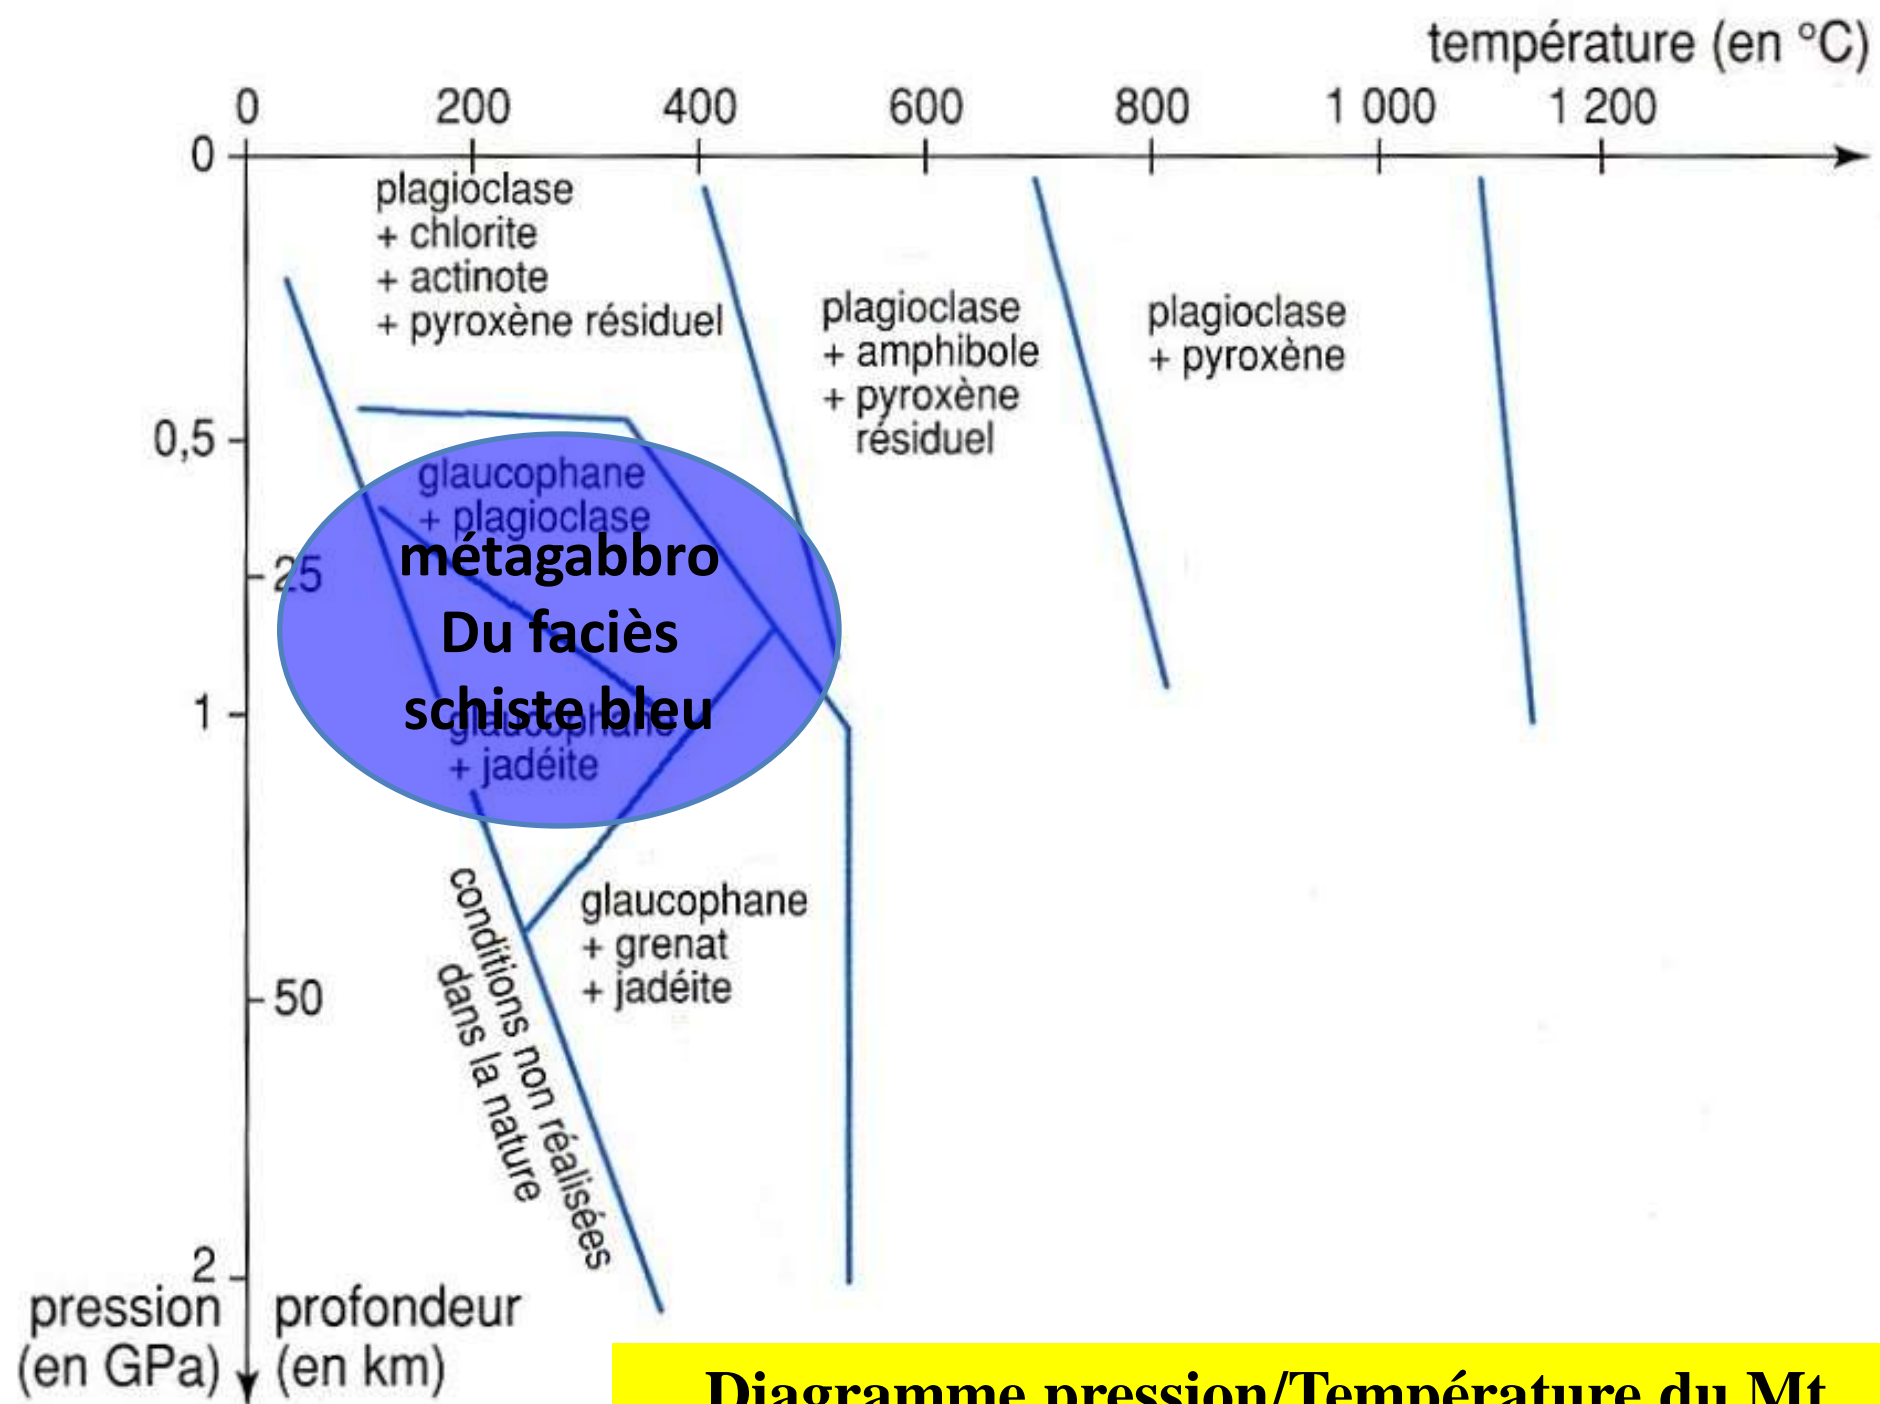 température (en °C)
0 200 400 600 800 1 000 1 200
0
plagioclase
+ chlorite
+ actinote
+ pyroxène résiduel
plagioclase
+ amphibole
+ pyroxène
résiduel
plagioclase
+ pyroxène
0,5
glaucophane
+ plagioclase
métagabbro
25
Du faciès
schiste bleu
1
glaucophane
+ jadéite
glaucophane
+ grenat
+ jadéite
conditions non réalisées
dans la nature
50
2
pression
(en GPa)
profondeur
(en km)
Diagramme pression/Température du Mt